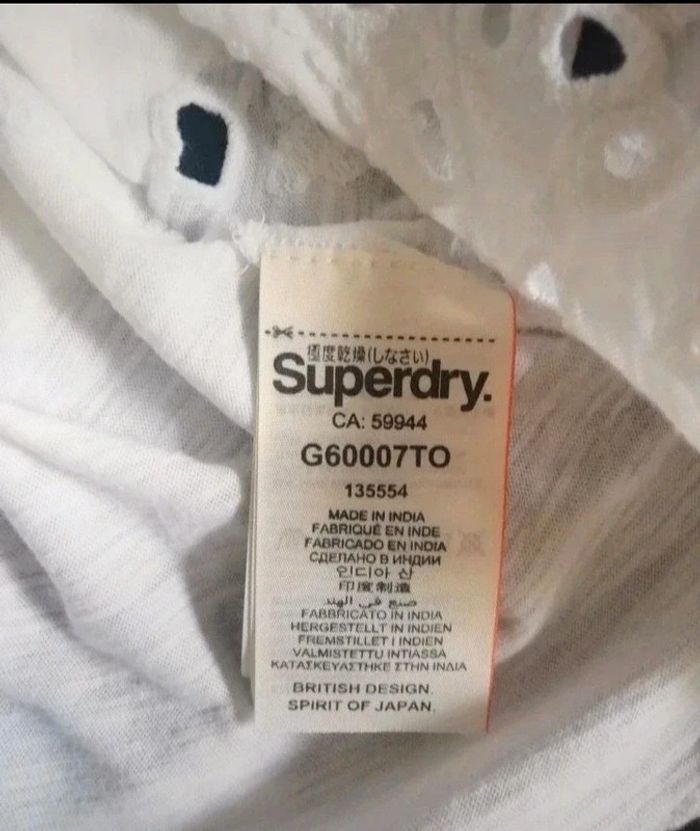 極度乾燥(しなさい)
Superdry.
CA: 59944
G60007TO
135554
MADE IN INDIA
FABRIQUÉ EN INDE
FABRICADO EN INDIA
СДЕЛАНО В ИНДИИ
인디아 산
印度制造
صنع في الهند
FABBRICATO IN INDIA
HERGESTELLT IN INDIEN
FREMSTILLET I INDIEN
VALMISTETTU INTIASSA
ΚΑΤΑΣΚΕΥΑΣΤΗΚΕ ΣΤΗΝ ΙΝΔΙΑ
BRITISH DESIGN.
SPIRIT OF JAPAN.